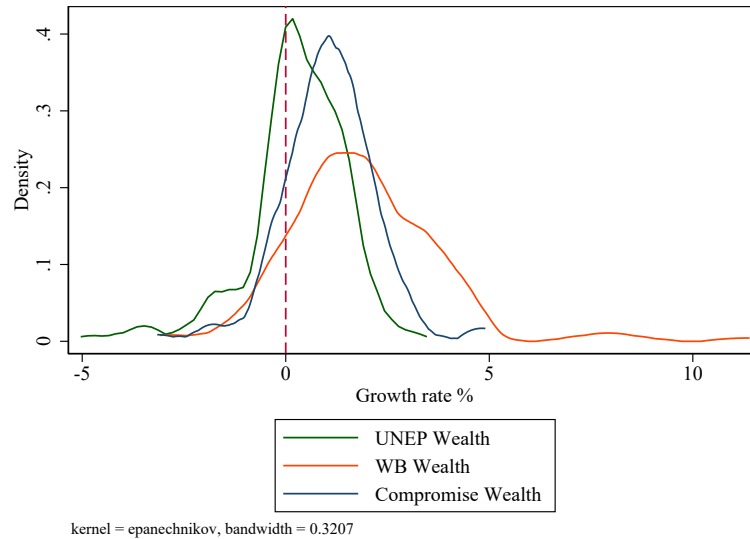 .4
.3
.2
.1
0
Density
-5 0 5 10
Growth rate %
UNEP Wealth
WB Wealth
Compromise Wealth
kernel = epanechnikov, bandwidth = 0.3207